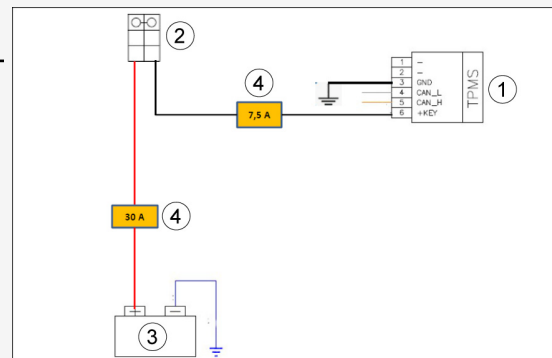 2
4
7,5 A
1 –
2 –
3 GND
4 CAN_L
5 CAN_H
6 +KEY
TPMS
1
30 A
4
3